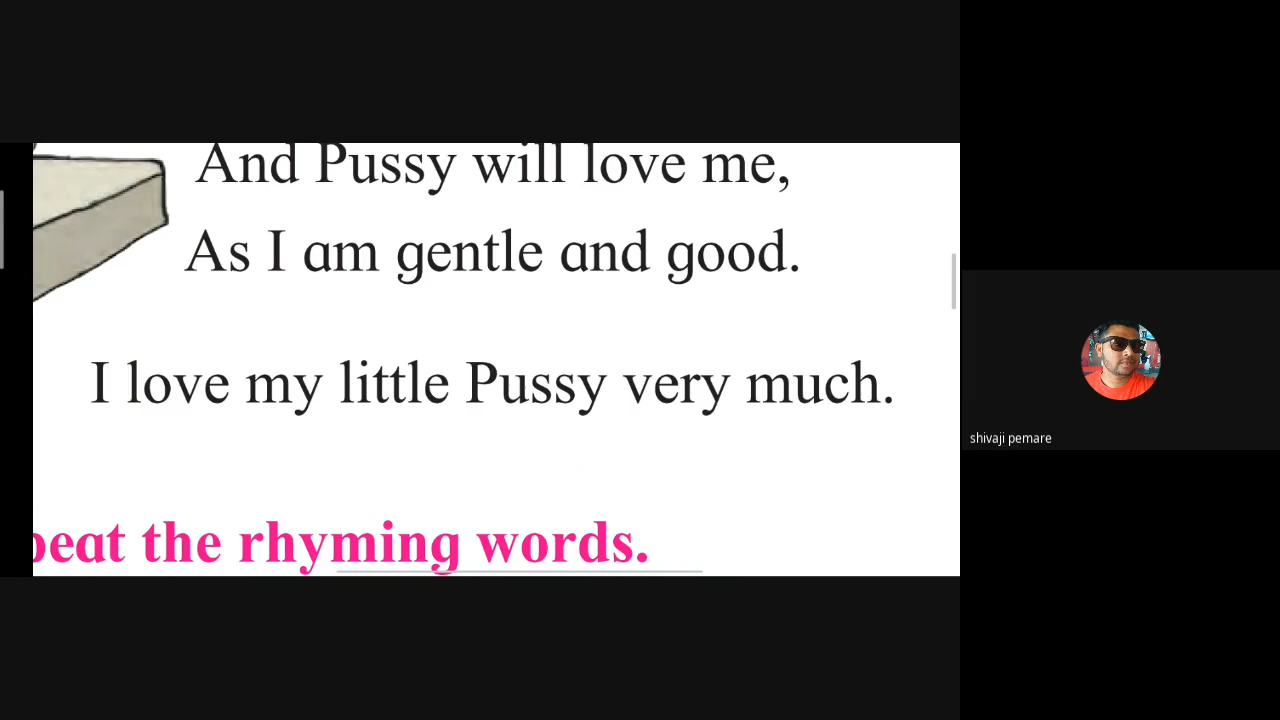 And Pussy will love me,
As I am gentle and good.
I love my little Pussy very much.
peat the rhyming words.
shivaji pemare